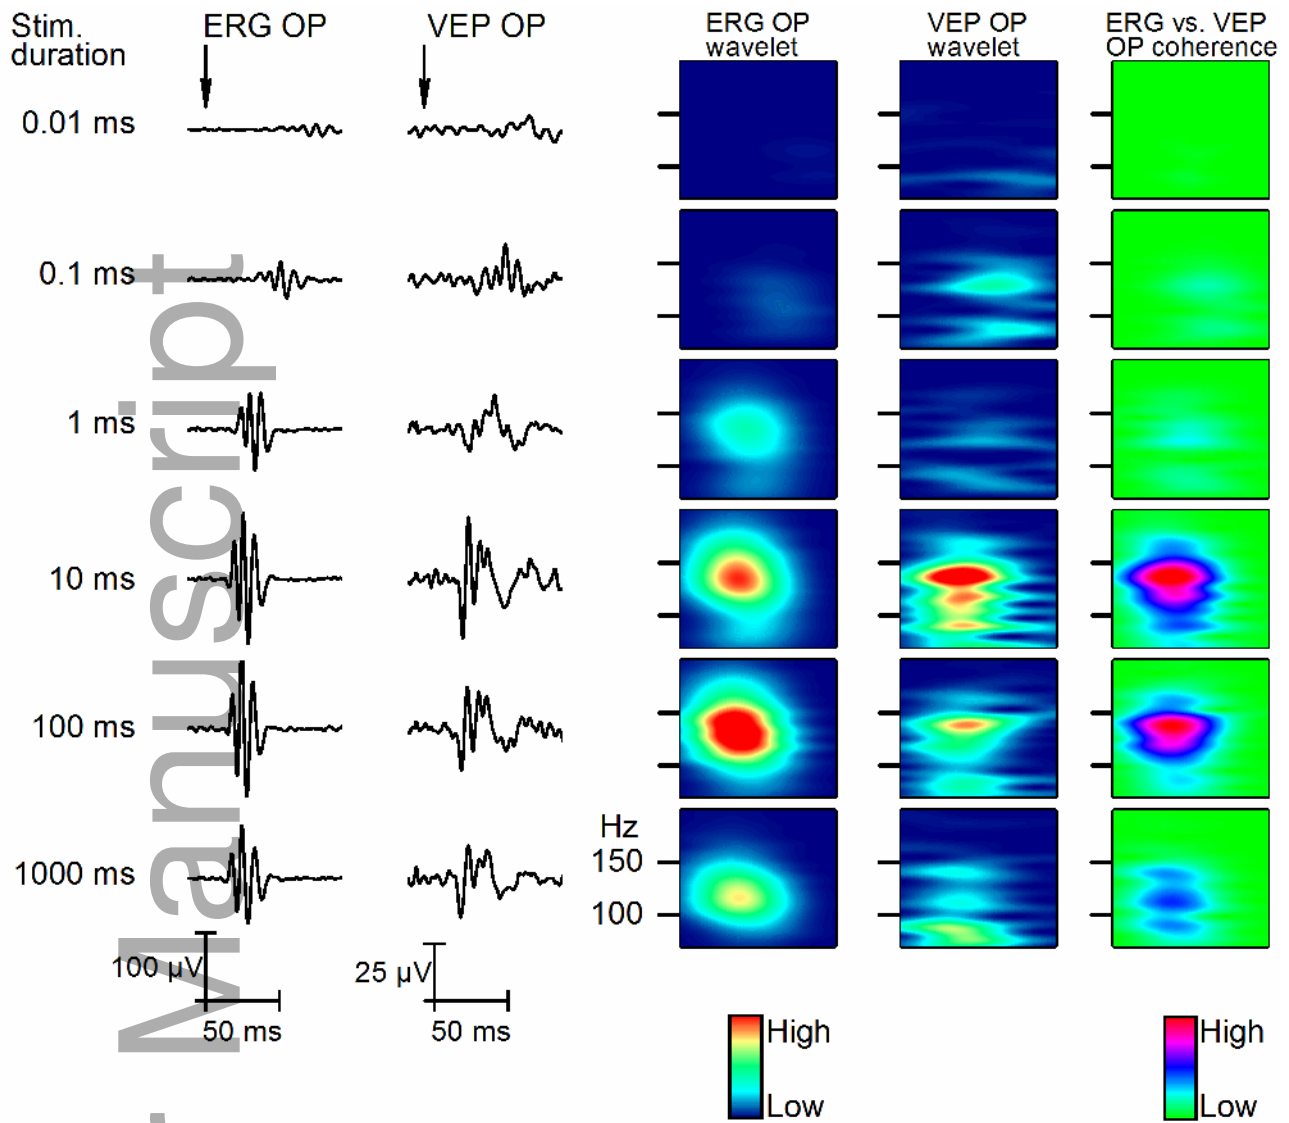 Stim.
duration
ERG OP
VEP OP
ERG OP
wavelet
VEP OP
wavelet
ERG vs. VEP
OP coherence
0.01 ms
0.1 ms
1 ms
10 ms
100 ms
1000 ms
Hz
150
100
100 µV
50 ms
25 µV
50 ms
High
Low
High
Low
Manuscript